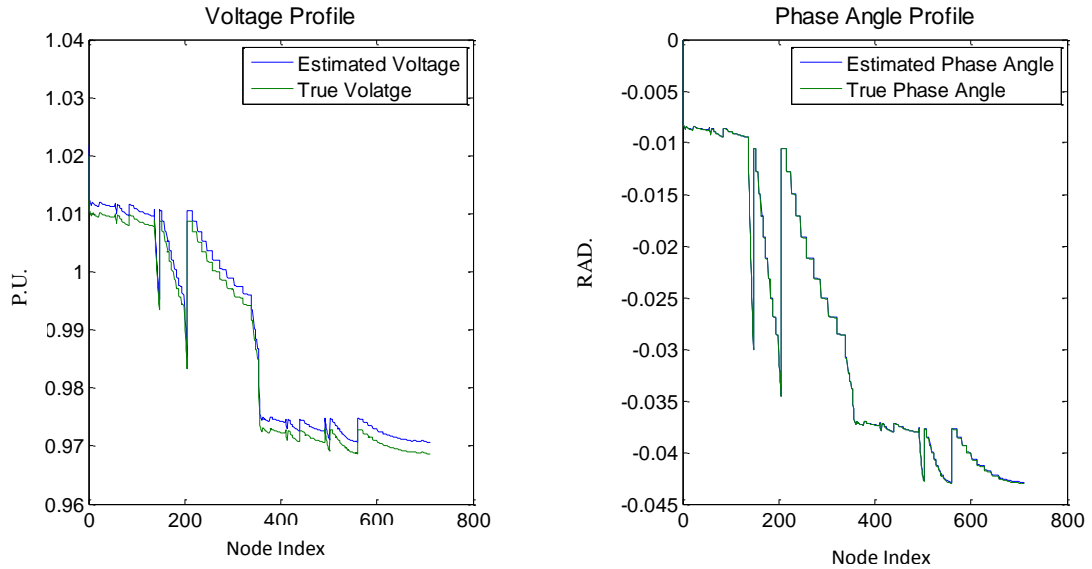 Voltage Profile
1.04
1.03
1.02
1.01
1
0.99
0.98
0.97
0.96
P.U.
Estimated Voltage
True Volatge
0
200
400
600
800
Node Index
Phase Angle Profile
0
-0.005
-0.01
-0.015
-0.02
-0.025
-0.03
-0.035
-0.04
-0.045
RAD.
Estimated Phase Angle
True Phase Angle
0
200
400
600
800
Node Index